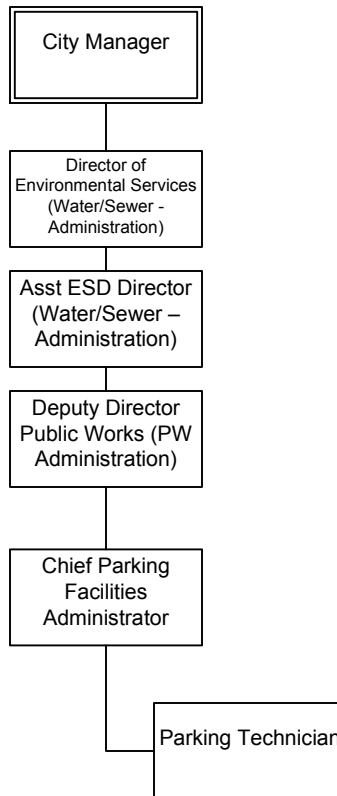 City Manager
Director of
Environmental Services
(Water/Sewer -
Administration)
Asst ESD Director
(Water/Sewer –
Administration)
Deputy Director
Public Works (PW
Administration)
Chief Parking
Facilities
Administrator
Parking Technician